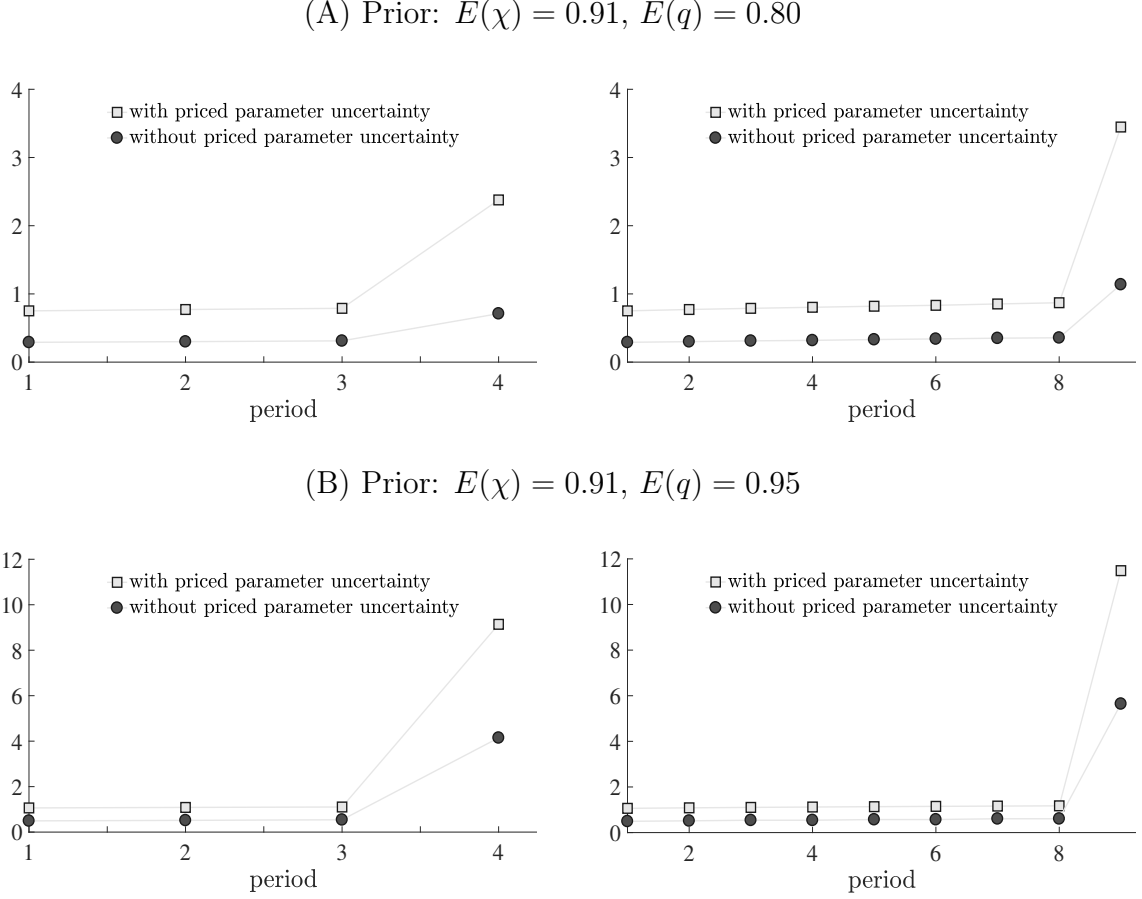 (A) Prior: E(χ) = 0.91, E(q) = 0.80
4
3
2
1
0
with priced parameter uncertainty
without priced parameter uncertainty
1 2 3 4
period
4
3
2
1
0
with priced parameter uncertainty
without priced parameter uncertainty
2 4 6 8
period
(B) Prior: E(χ) = 0.91, E(q) = 0.95
12
10
8
6
4
2
0
with priced parameter uncertainty
without priced parameter uncertainty
1 2 3 4
period
12
10
8
6
4
2
0
with priced parameter uncertainty
without priced parameter uncertainty
2 4 6 8
period